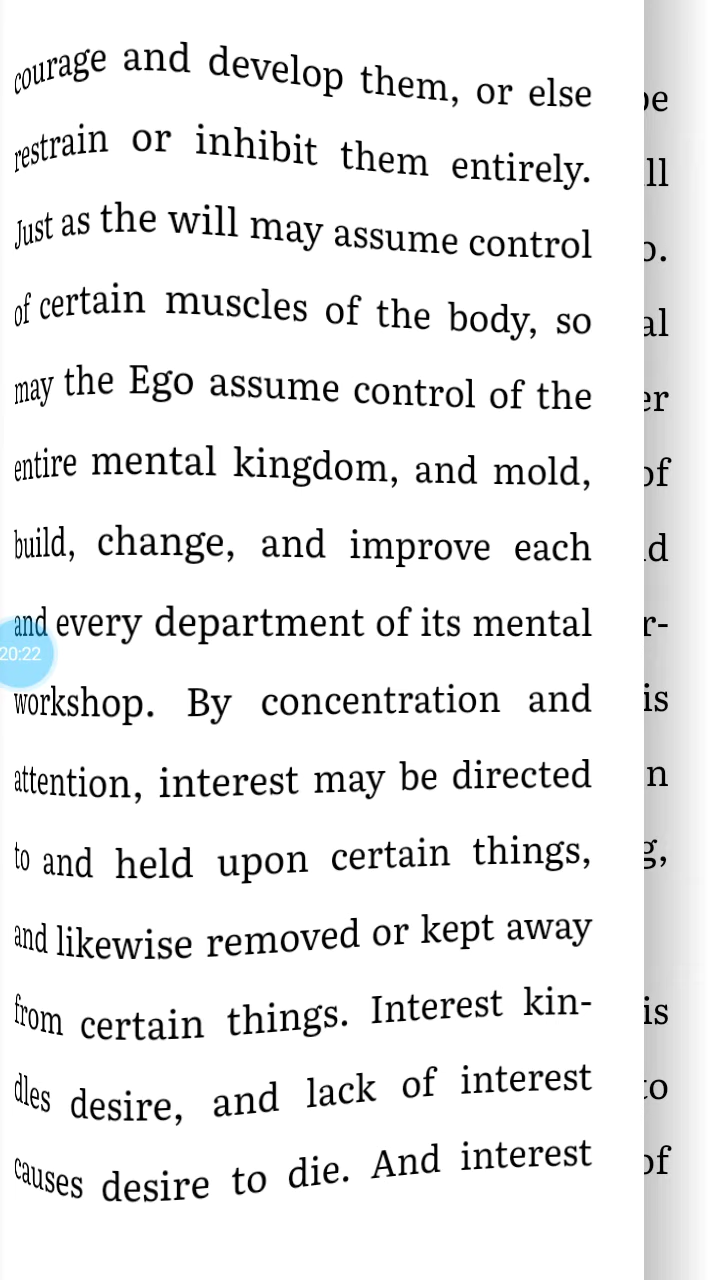 courage and develop them, or else
restrain or inhibit them entirely.
Just as the will may assume control
of certain muscles of the body, so
may the Ego assume control of the
entire mental kingdom, and mold,
build, change, and improve each
and every department of its mental
20:22
workshop. By concentration and
attention, interest may be directed
to and held upon certain things,
and likewise removed or kept away
from certain things. Interest kin-
dles desire, and lack of interest
causes desire to die. And interest